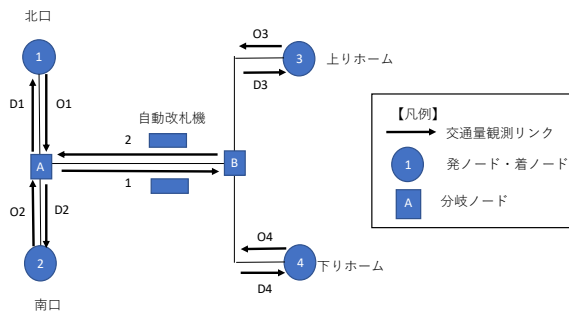 北口
1
D1
O1
自動改札機
2
A
B
1
O2
D2
2
南口
O3
3
上りホーム
D3
O4
4
下りホーム
D4
【凡例】
交通量観測リンク
1
発ノード・着ノード
A
分岐ノード